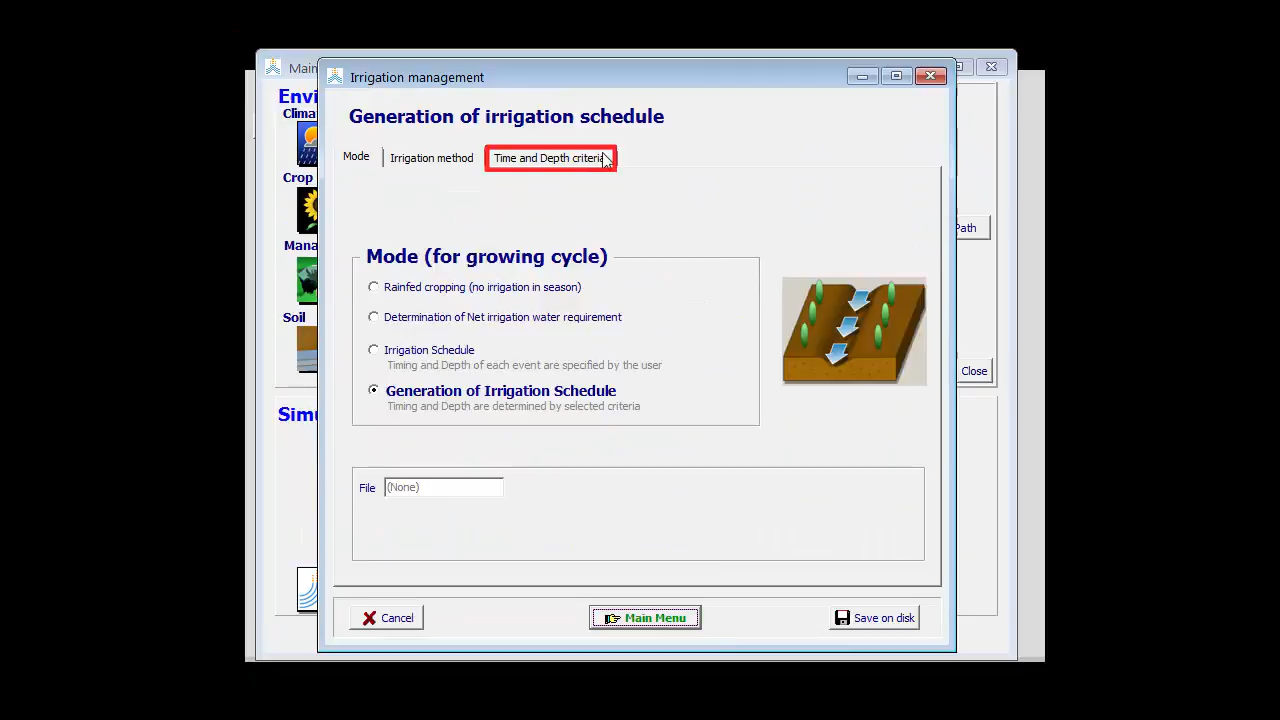 Main
Irrigation management
Envi
Generation of irrigation schedule
Clima
Mode
Irrigation method
Time and Depth criteria
Crop
Path
Mana
Mode (for growing cycle)
Rainfed cropping (no irrigation in season)
Determination of Net irrigation water requirement
Soil
Irrigation Schedule
Timing and Depth of each event are specified by the user
Close
Generation of Irrigation Schedule
Timing and Depth are determined by selected criteria
Simu
File
(None)
Cancel
Main Menu
Save on disk